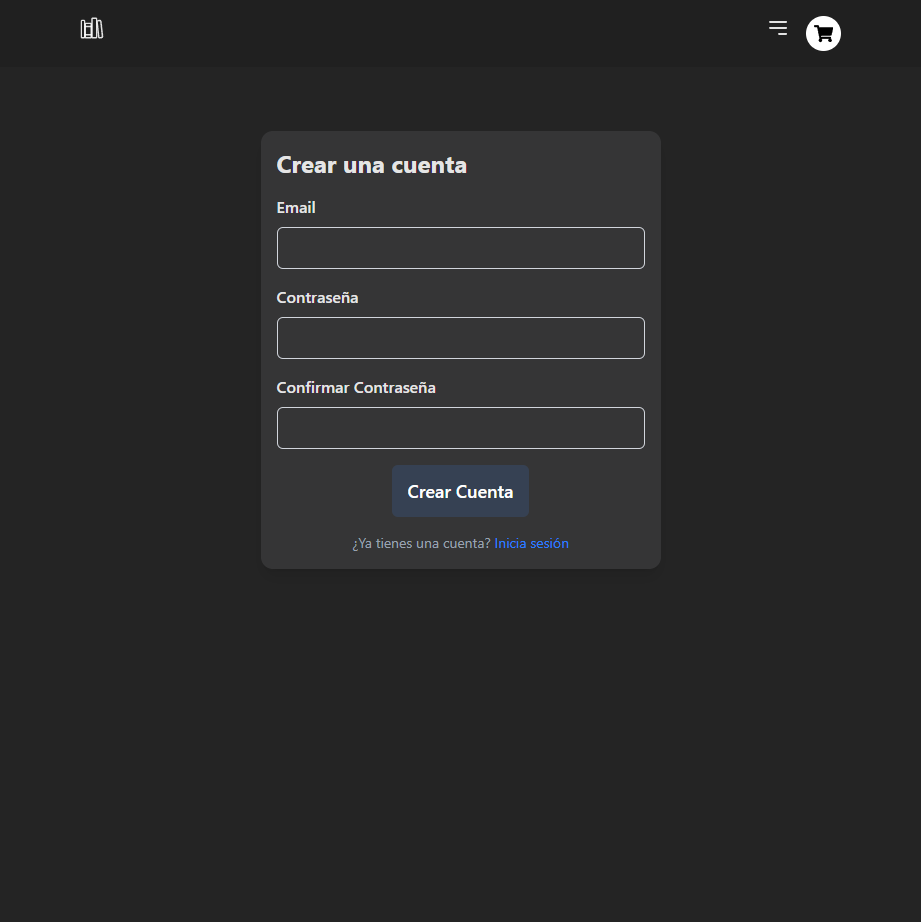 Crear una cuenta
Email
Contraseña
Confirmar Contraseña
Crear Cuenta
¿Ya tienes una cuenta? Inicia sesión